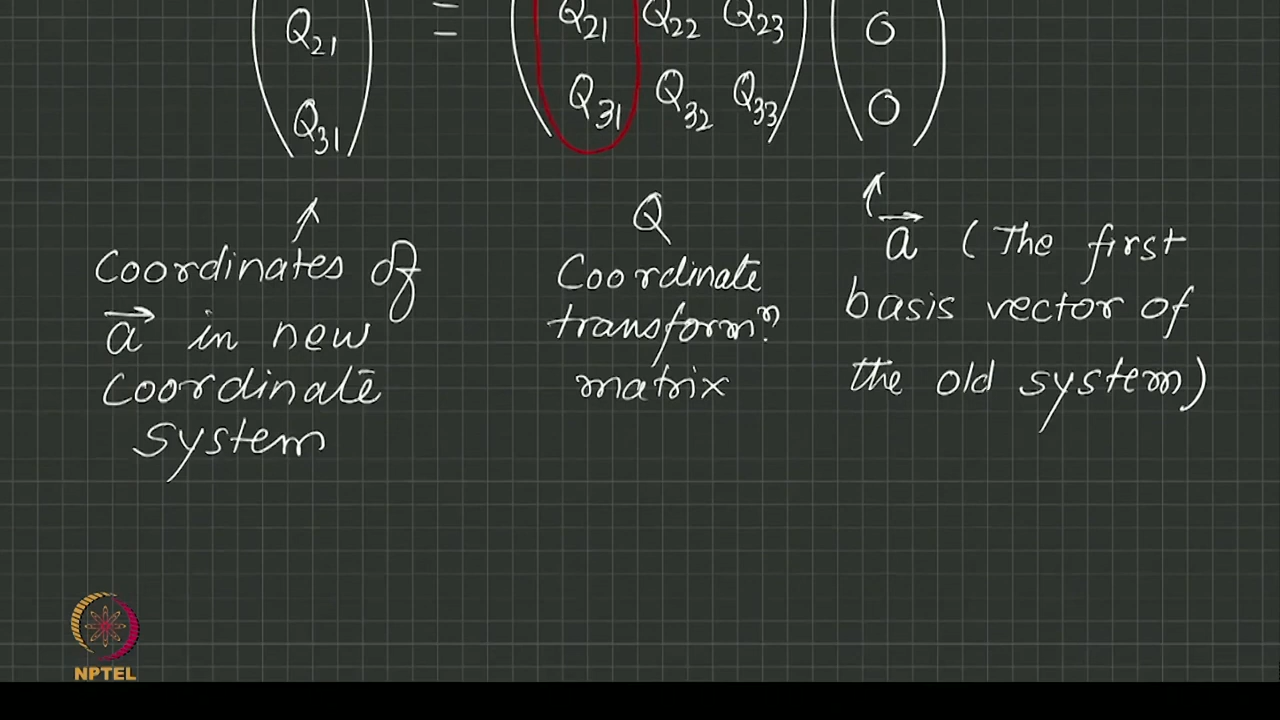 Q21 = Q21 Q22 Q23 0
Q31 Q31 Q32 Q33 0
Coordinates of
a⃗ in new
coordinate
system
Q
Coordinate
transformⁿ.
matrix
a⃗ (The first
basis vector of
the old system)
NPTEL